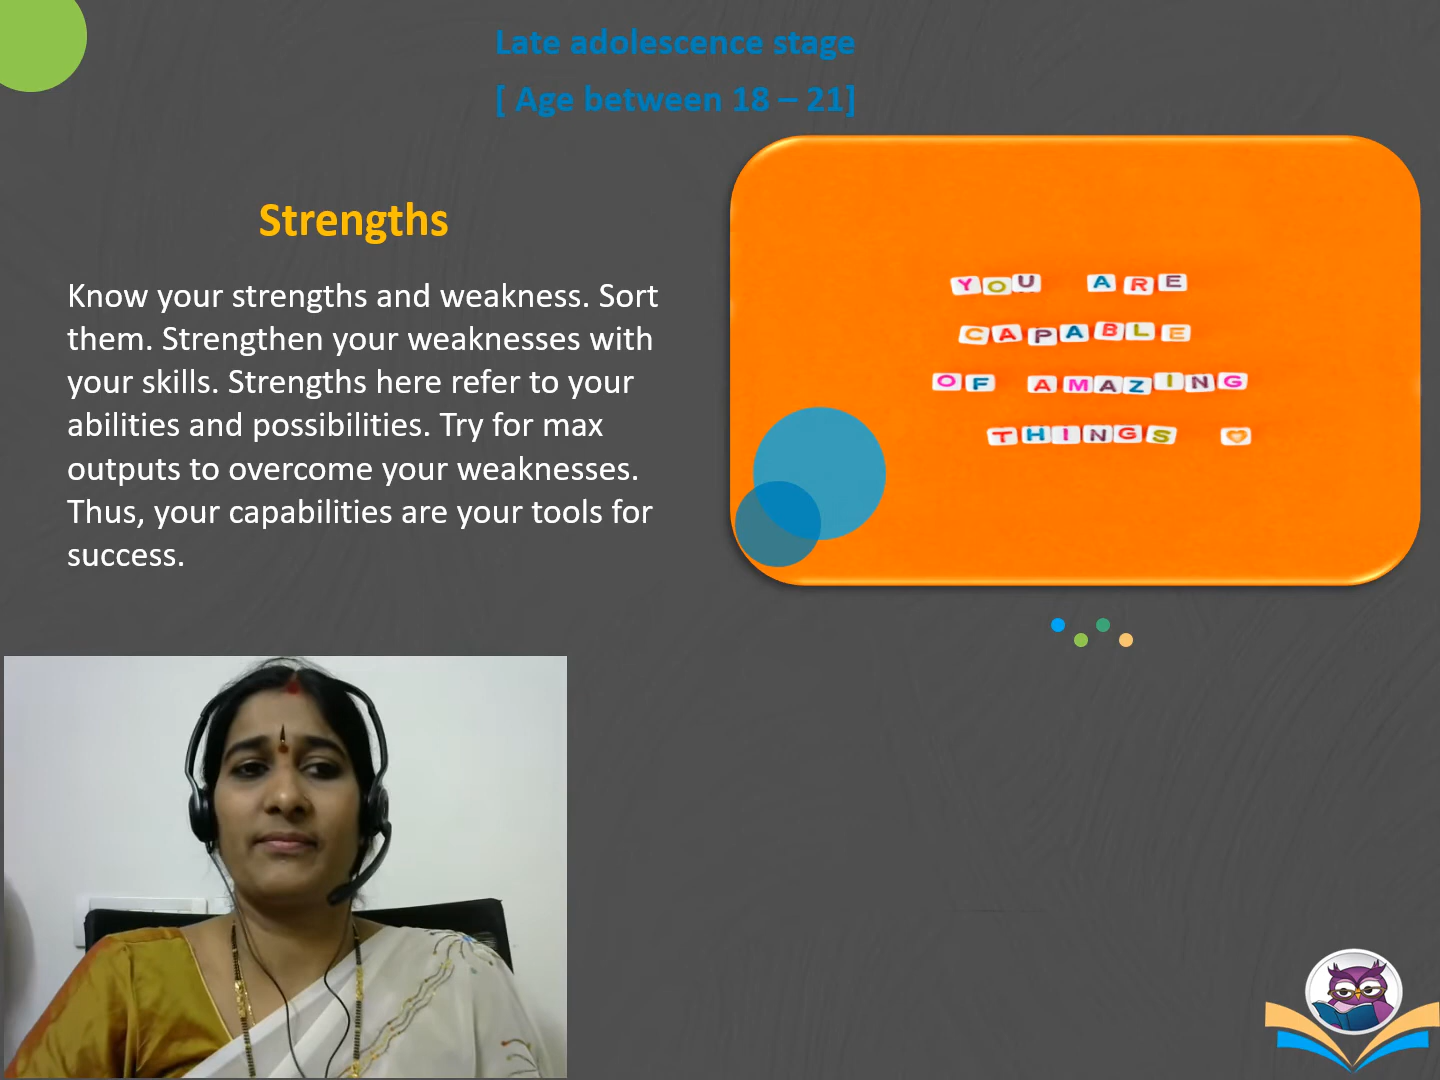 Late adolescence stage
[ Age between 18 – 21]
Strengths
Know your strengths and weakness. Sort
them. Strengthen your weaknesses with
your skills. Strengths here refer to your
abilities and possibilities. Try for max
outputs to overcome your weaknesses.
Thus, your capabilities are your tools for
success.
YOU ARE
CAPABLE
OF AMAZING
THINGS